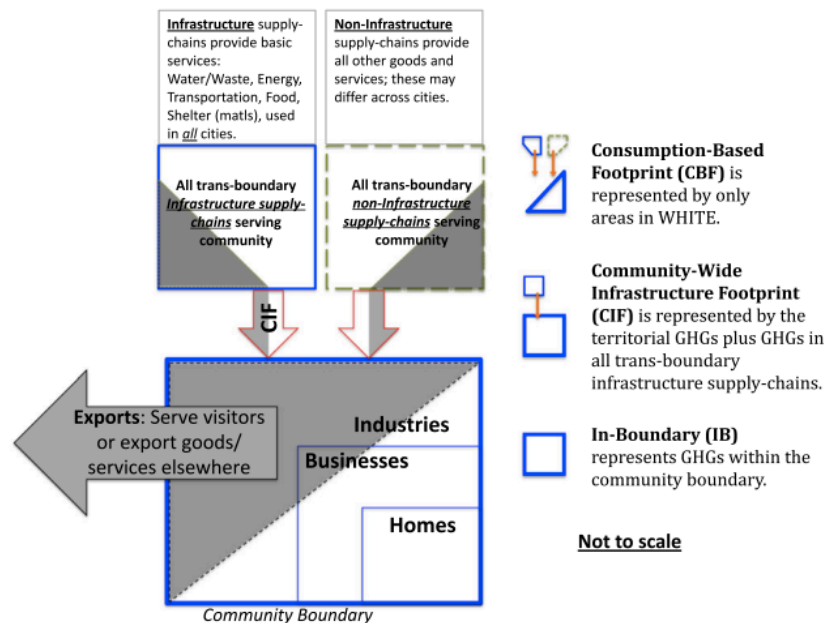 Infrastructure supply-
chains provide basic
services:
Water/Waste, Energy,
Transportation, Food,
Shelter (matls), used
in all cities.
Non-Infrastructure
supply-chains provide
all other goods and
services; these may
differ across cities.
All trans-boundary
Infrastructure supply-
chains serving
community
All trans-boundary
non-Infrastructure
supply-chains serving
community
CIF
Exports: Serve visitors
or export goods/
services elsewhere
Industries
Businesses
Homes
Community Boundary
Consumption-Based
Footprint (CBF) is
represented by only
areas in WHITE.
Community-Wide
Infrastructure Footprint
(CIF) is represented by the
territorial GHGs plus GHGs in
all trans-boundary
infrastructure supply-chains.
In-Boundary (IB)
represents GHGs within the
community boundary.
Not to scale